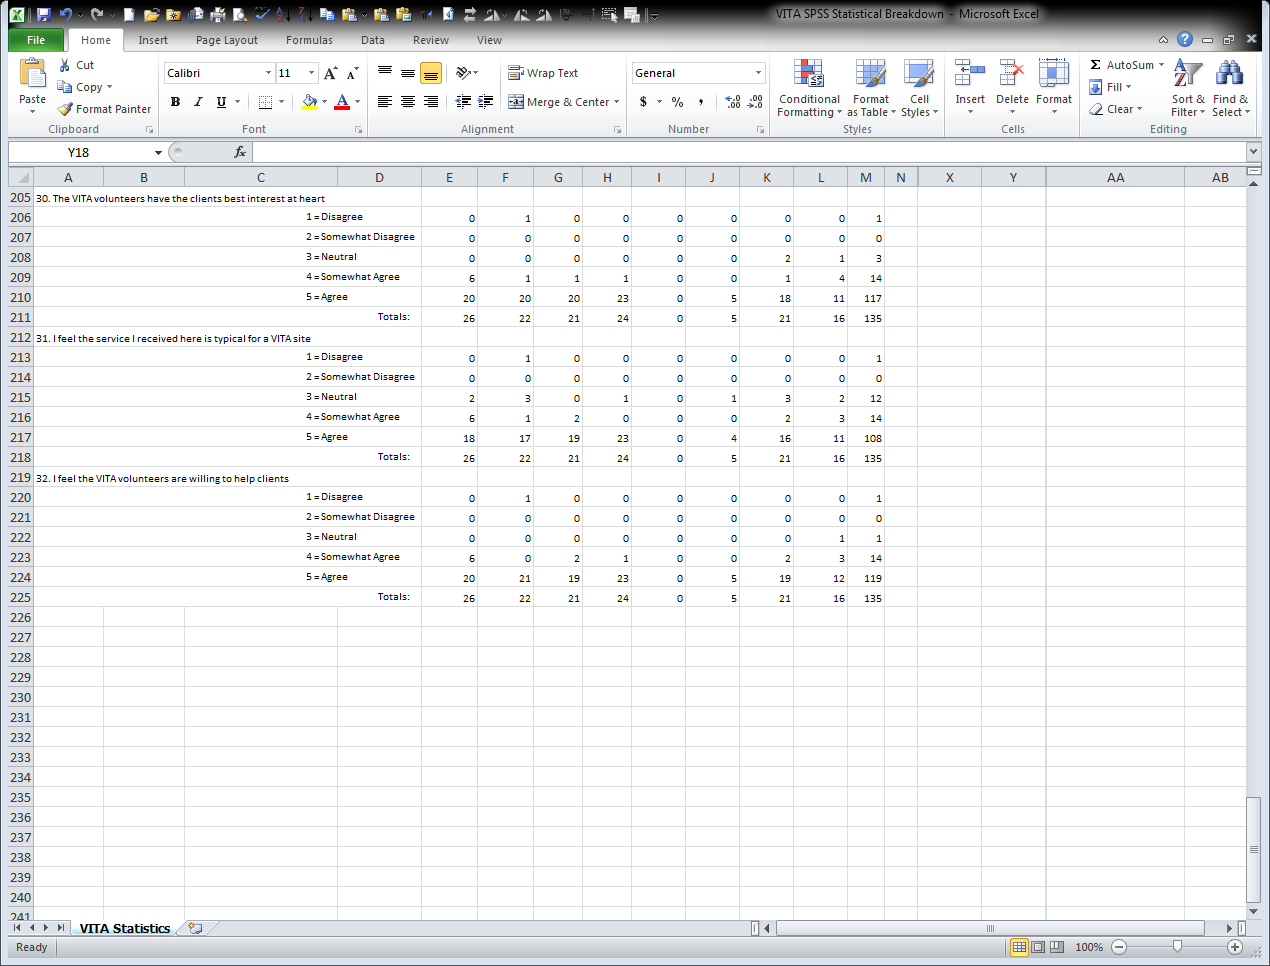 VITA SPSS Statistical Breakdown - Microsoft Excel
File Home Insert Page Layout Formulas Data Review View
Paste Cut Copy Format Painter
Calibri 11 B I U
Wrap Text Merge & Center
General $ % ,
Conditional Formatting Format as Table Cell Styles
Insert Delete Format
Σ AutoSum Fill Clear Sort & Filter Find & Select
Clipboard Font Alignment Number Styles Cells Editing
Y18 fx
A B C D E F G H I J K L M N X Y AA AB
205 30. The VITA volunteers have the clients best interest at heart
206 1 = Disagree 0 1 0 0 0 0 0 0 1
207 2 = Somewhat Disagree 0 0 0 0 0 0 0 0 0
208 3 = Neutral 0 0 0 0 0 0 2 1 3
209 4 = Somewhat Agree 6 1 1 1 0 0 1 4 14
210 5 = Agree 20 20 20 23 0 5 18 11 117
211 Totals: 26 22 21 24 0 5 21 16 135
212 31. I feel the service I received here is typical for a VITA site
213 1 = Disagree 0 1 0 0 0 0 0 0 1
214 2 = Somewhat Disagree 0 0 0 0 0 0 0 0 0
215 3 = Neutral 2 3 0 1 0 1 3 2 12
216 4 = Somewhat Agree 6 1 2 0 0 0 2 3 14
217 5 = Agree 18 17 19 23 0 4 16 11 108
218 Totals: 26 22 21 24 0 5 21 16 135
219 32. I feel the VITA volunteers are willing to help clients
220 1 = Disagree 0 1 0 0 0 0 0 0 1
221 2 = Somewhat Disagree 0 0 0 0 0 0 0 0 0
222 3 = Neutral 0 0 0 0 0 0 0 1 1
223 4 = Somewhat Agree 6 0 2 1 0 0 2 3 14
224 5 = Agree 20 21 19 23 0 5 19 12 119
225 Totals: 26 22 21 24 0 5 21 16 135
226
227
228
229
230
231
232
233
234
235
236
237
238
239
240
241
VITA Statistics
Ready 100%